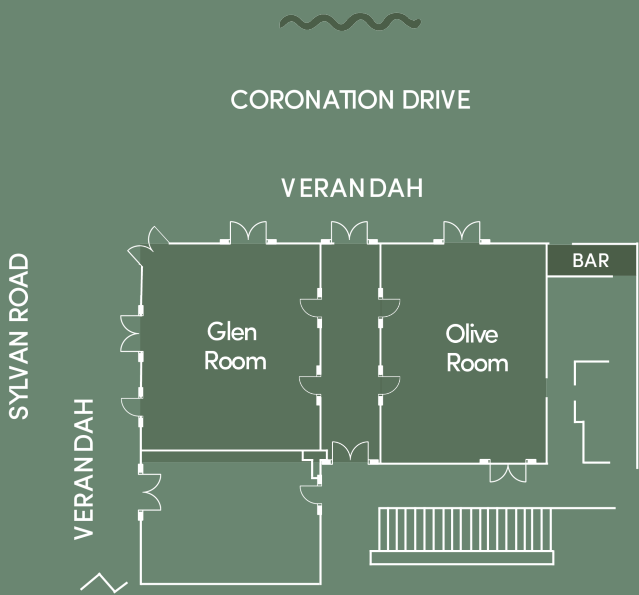 CORONATION DRIVE
VERANDAH
SYLVAN ROAD
BAR
Glen
Room
Olive
Room
VERANDAH